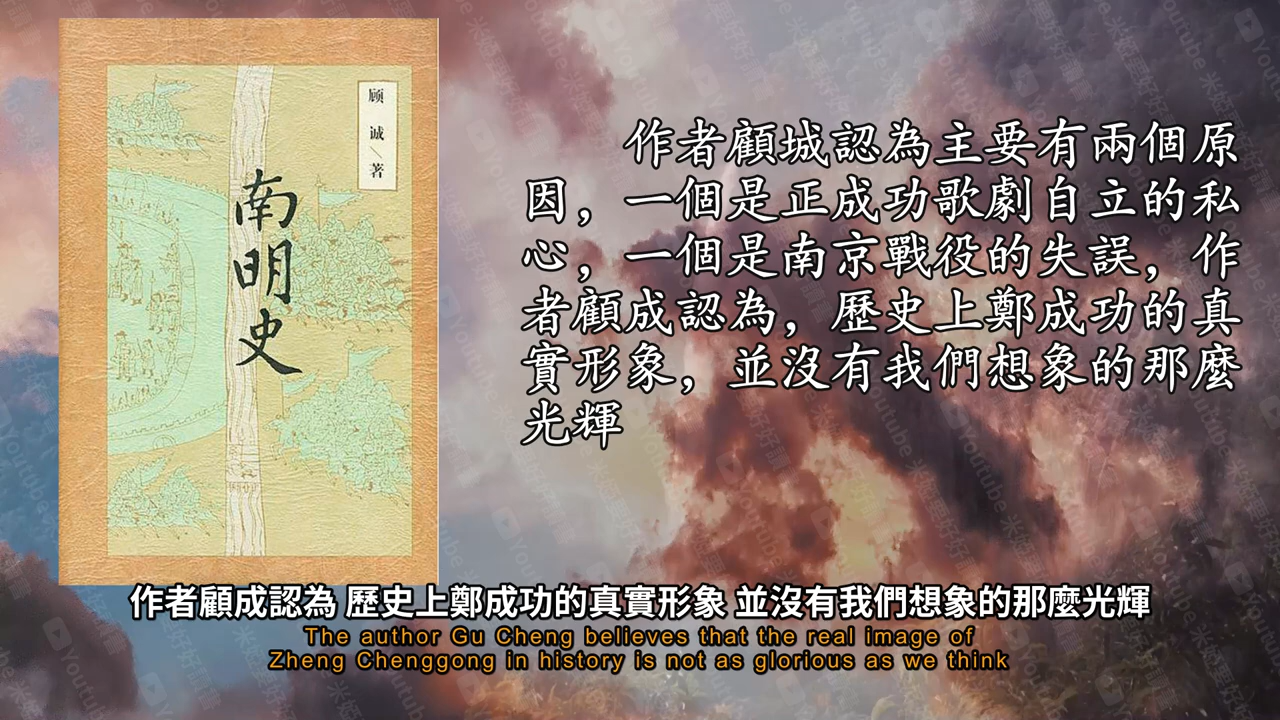 顾诚/著
南明史
作者顧城認為主要有兩個原
因，一個是正成功歌劇自立的私
心，一個是南京戰役的失誤，作
者顧成認為，歷史上鄭成功的真
實形象，並沒有我們想象的那麼
光輝
作者顧成認為 歷史上鄭成功的真實形象 並沒有我們想象的那麼光輝
The author Gu Cheng believes that the real image of
Zheng Chenggong in history is not as glorious as we think